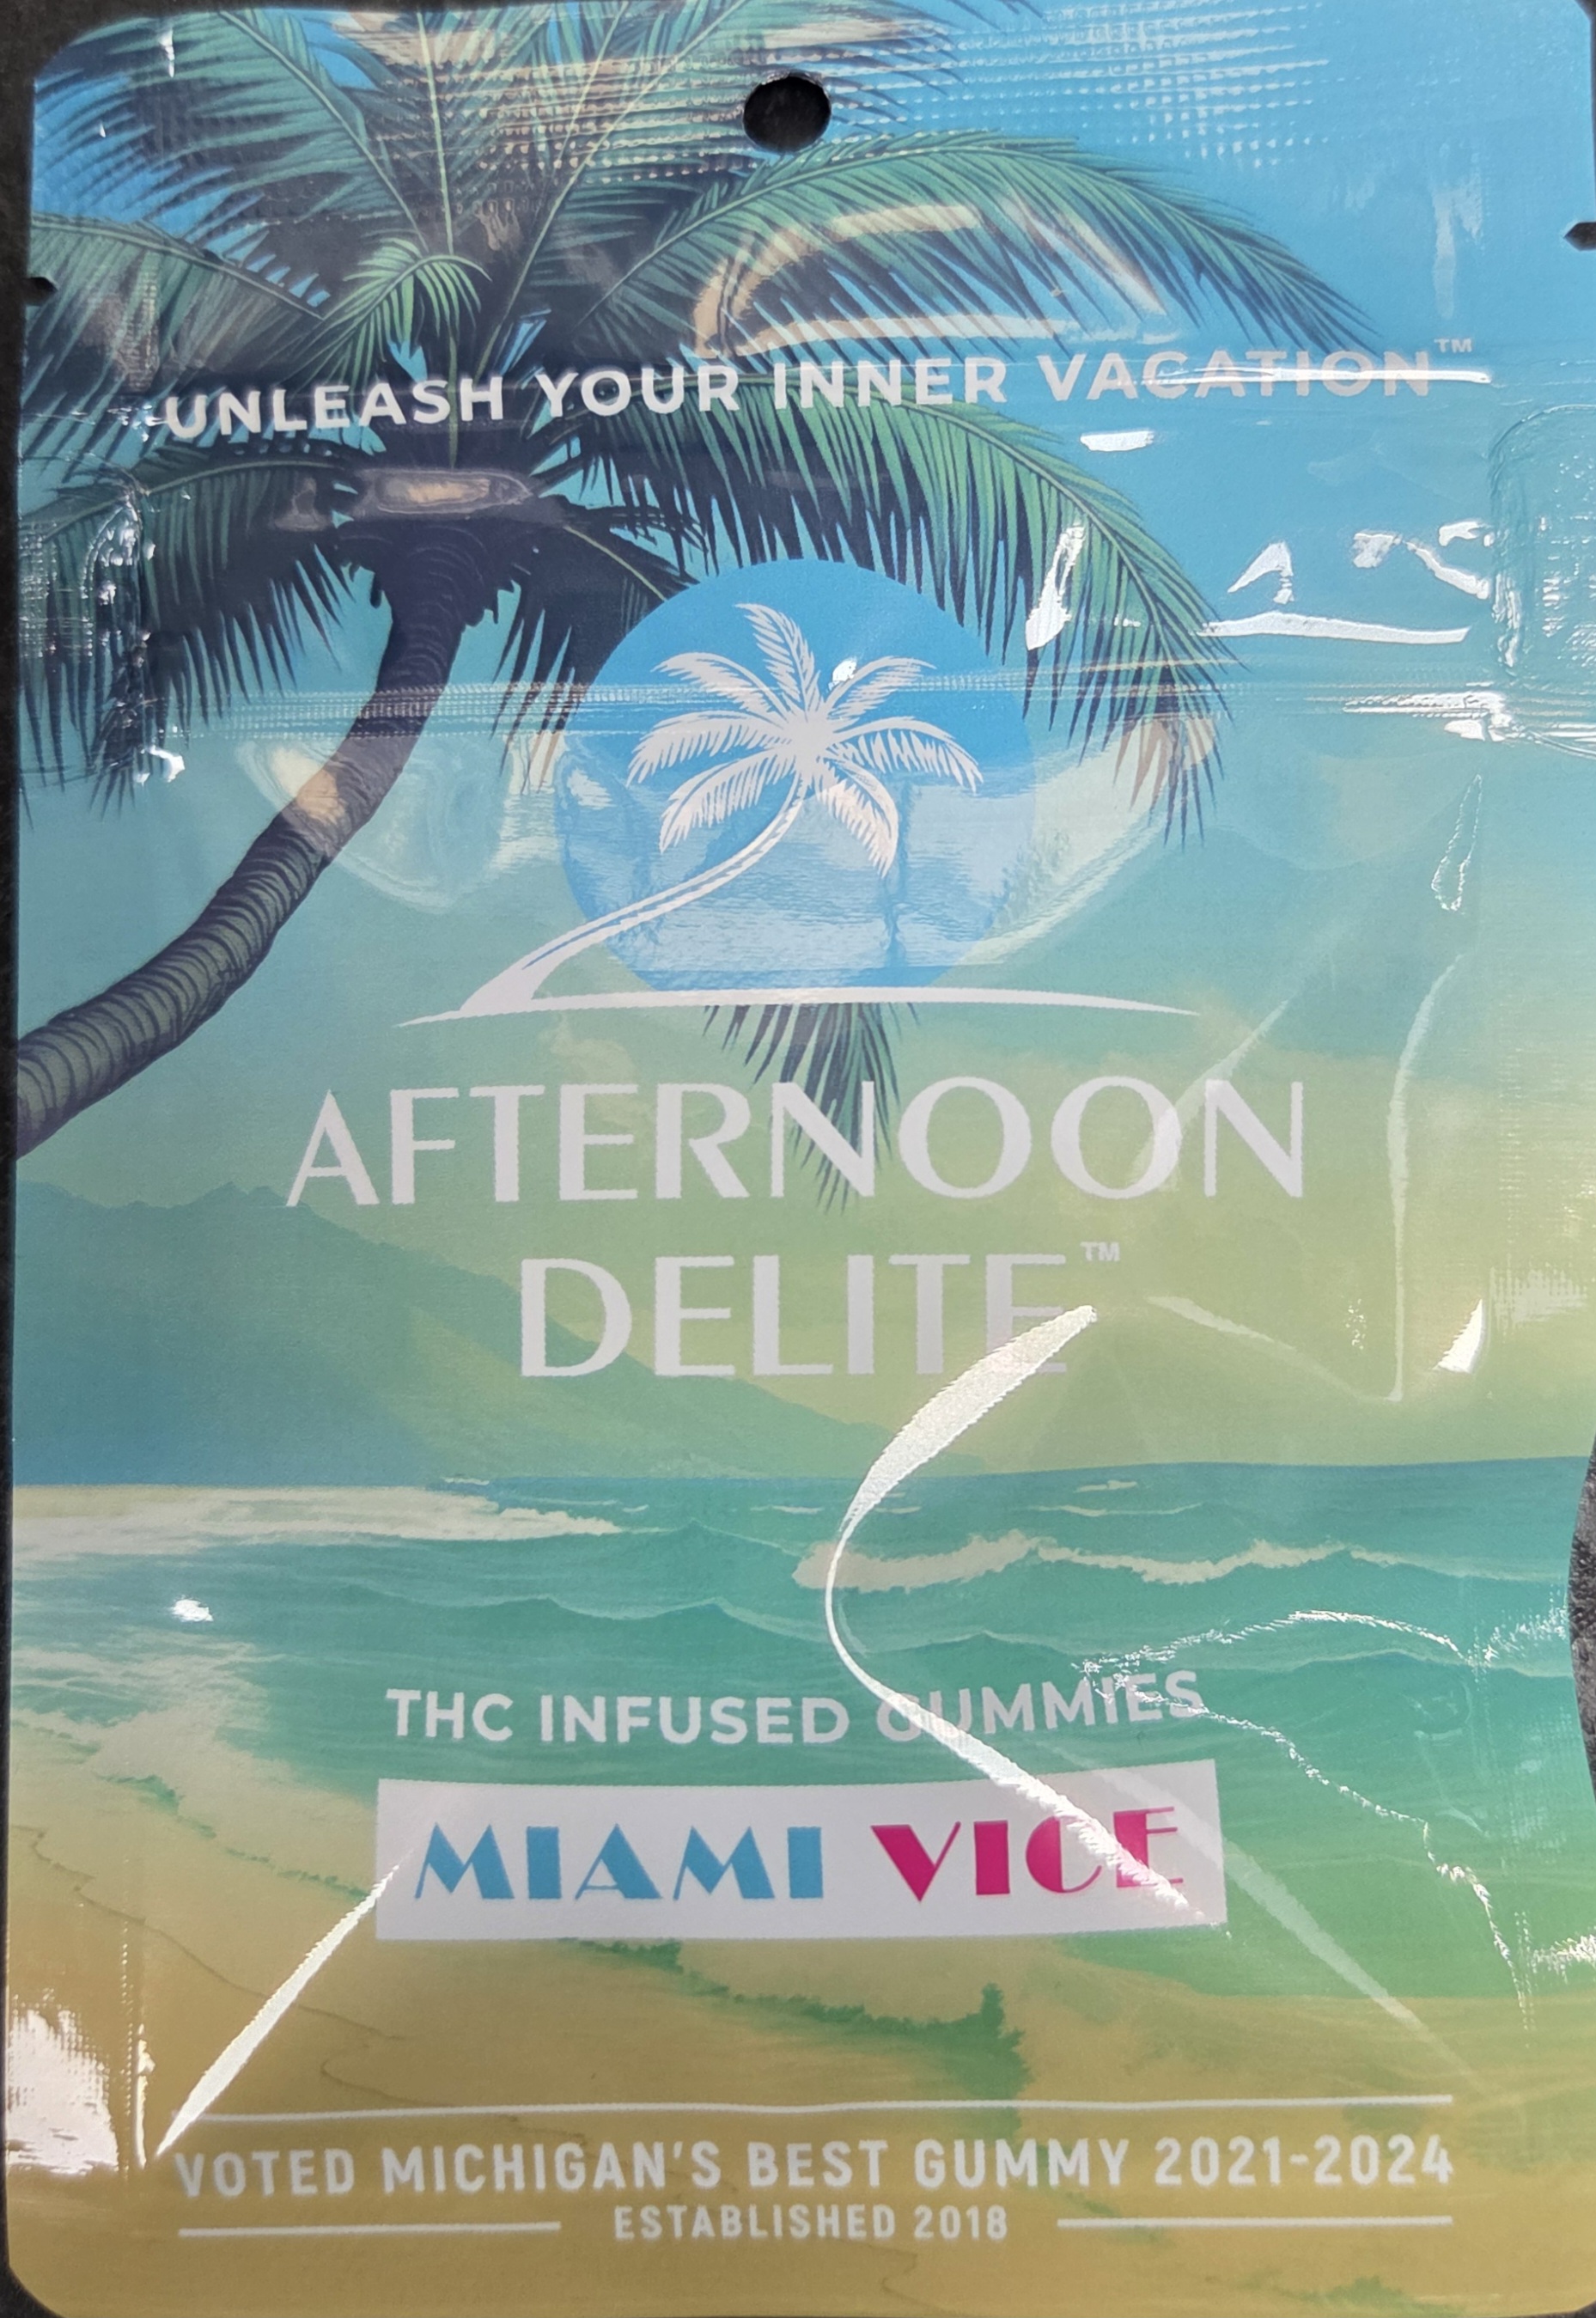 UNLEASH YOUR INNER VACATION™
AFTERNOON
DELITE™
THC INFUSED GUMMIES
MIAMI VICE
VOTED MICHIGAN'S BEST GUMMY 2021-2024
ESTABLISHED 2018